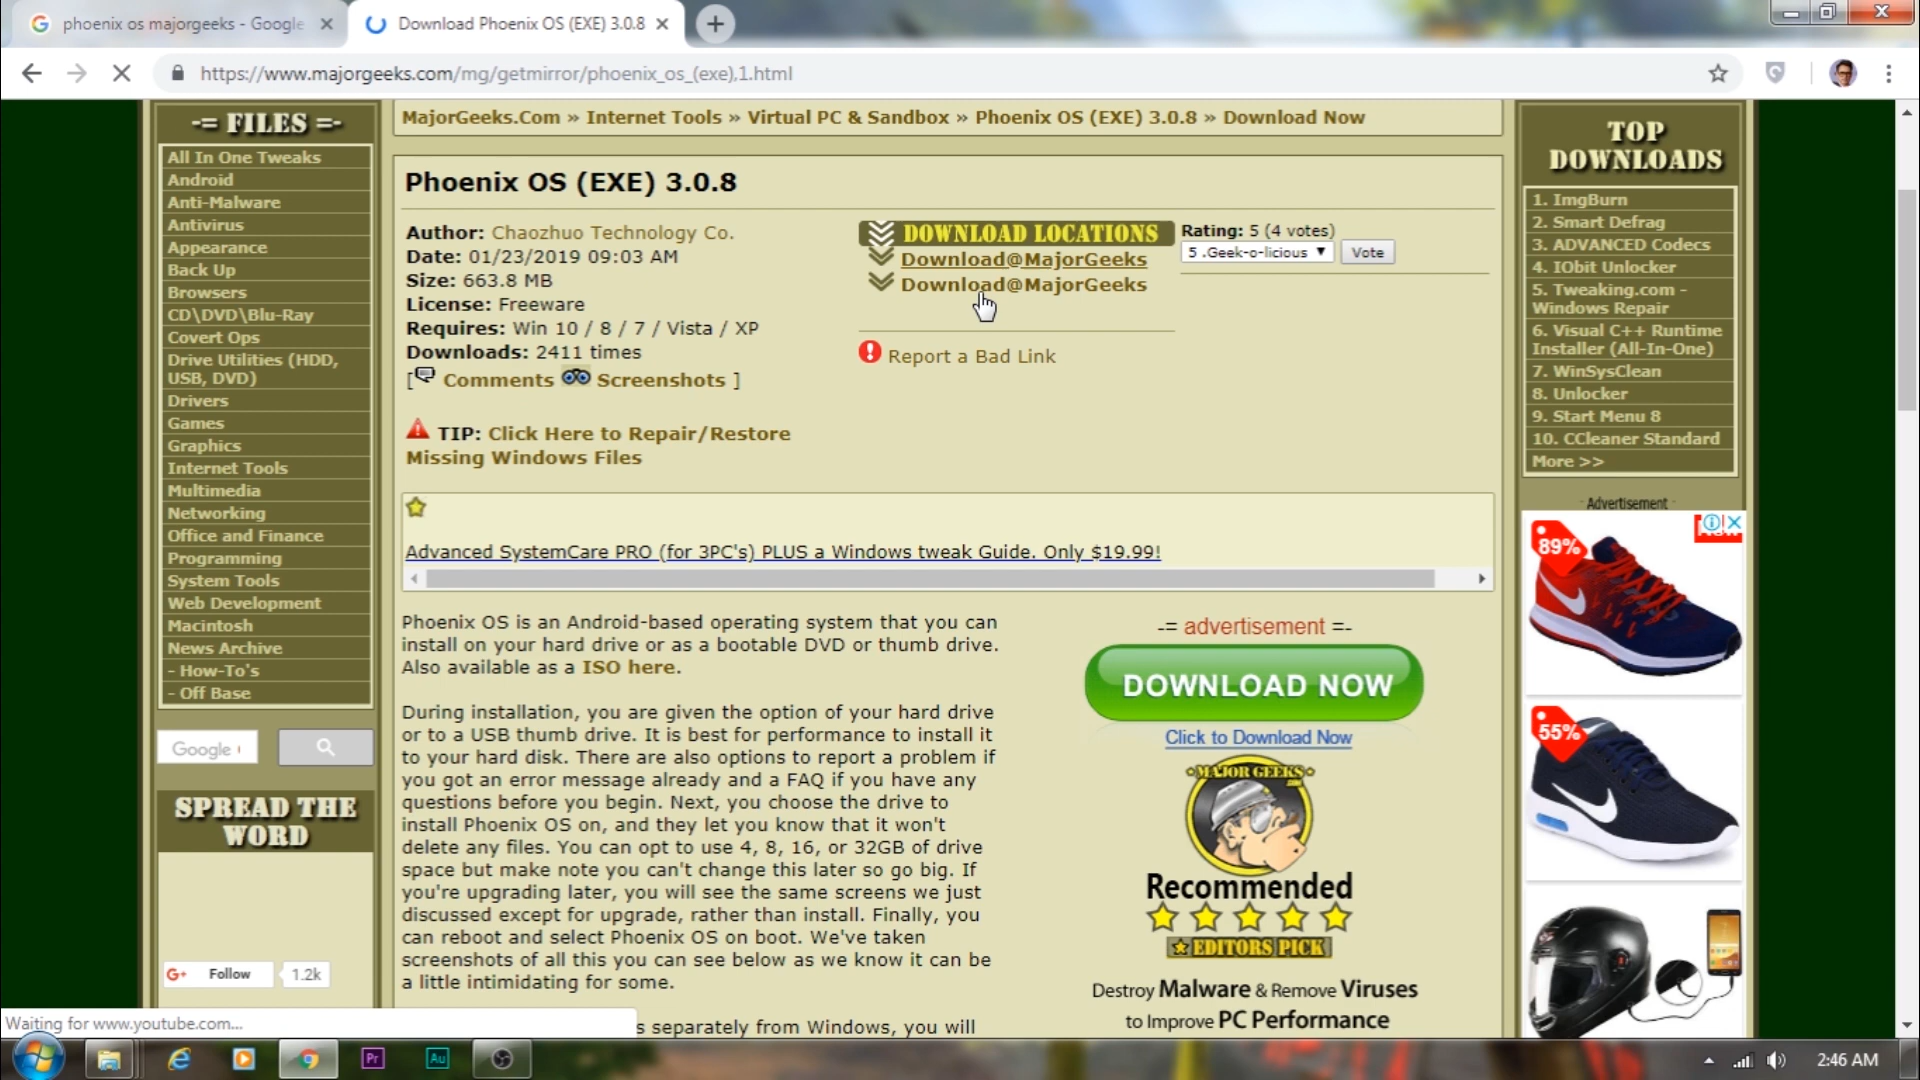 phoenix os majorgeeks - Google
Download Phoenix OS (EXE) 3.0.8
https://www.majorgeeks.com/mg/getmirror/phoenix_os_(exe),1.html
-= FILES =-
All In One Tweaks
Android
Anti-Malware
Antivirus
Appearance
Back Up
Browsers
CD\DVD\Blu-Ray
Covert Ops
Drive Utilities (HDD,
USB, DVD)
Drivers
Games
Graphics
Internet Tools
Multimedia
Networking
Office and Finance
Programming
System Tools
Web Development
Macintosh
News Archive
- How-To's
- Off Base
Google
SPREAD THE
WORD
G+ Follow 1.2k
MajorGeeks.Com » Internet Tools » Virtual PC & Sandbox » Phoenix OS (EXE) 3.0.8 » Download Now
Phoenix OS (EXE) 3.0.8
Author: Chaozhuo Technology Co.
Date: 01/23/2019 09:03 AM
Size: 663.8 MB
License: Freeware
Requires: Win 10 / 8 / 7 / Vista / XP
Downloads: 2411 times
[ Comments Screenshots ]
TIP: Click Here to Repair/Restore
Missing Windows Files
DOWNLOAD LOCATIONS
Download@MajorGeeks
Download@MajorGeeks
Report a Bad Link
Rating: 5 (4 votes)
5 .Geek-o-licious Vote
Advanced SystemCare PRO (for 3PC's) PLUS a Windows tweak Guide. Only $19.99!
Phoenix OS is an Android-based operating system that you can
install on your hard drive or as a bootable DVD or thumb drive.
Also available as a ISO here.
During installation, you are given the option of your hard drive
or to a USB thumb drive. It is best for performance to install it
to your hard disk. There are also options to report a problem if
you got an error message already and a FAQ if you have any
questions before you begin. Next, you choose the drive to
install Phoenix OS on, and they let you know that it won't
delete any files. You can opt to use 4, 8, 16, or 32GB of drive
space but make note you can't change this later so go big. If
you're upgrading later, you will see the same screens we just
discussed except for upgrade, rather than install. Finally, you
can reboot and select Phoenix OS on boot. We've taken
screenshots of all this you can see below as we know it can be
a little intimidating for some.
s separately from Windows, you will
-= advertisement =-
DOWNLOAD NOW
Click to Download Now
MAJOR GEEKS
.COM
Recommended
EDITORS PICK
Destroy Malware & Remove Viruses
to Improve PC Performance
TOP
DOWNLOADS
1. ImgBurn
2. Smart Defrag
3. ADVANCED Codecs
4. IObit Unlocker
5. Tweaking.com -
Windows Repair
6. Visual C++ Runtime
Installer (All-In-One)
7. WinSysClean
8. Unlocker
9. Start Menu 8
10. CCleaner Standard
More >>
- Advertisement -
89%
55%
Waiting for www.youtube.com...
Pr
Au
2:46 AM